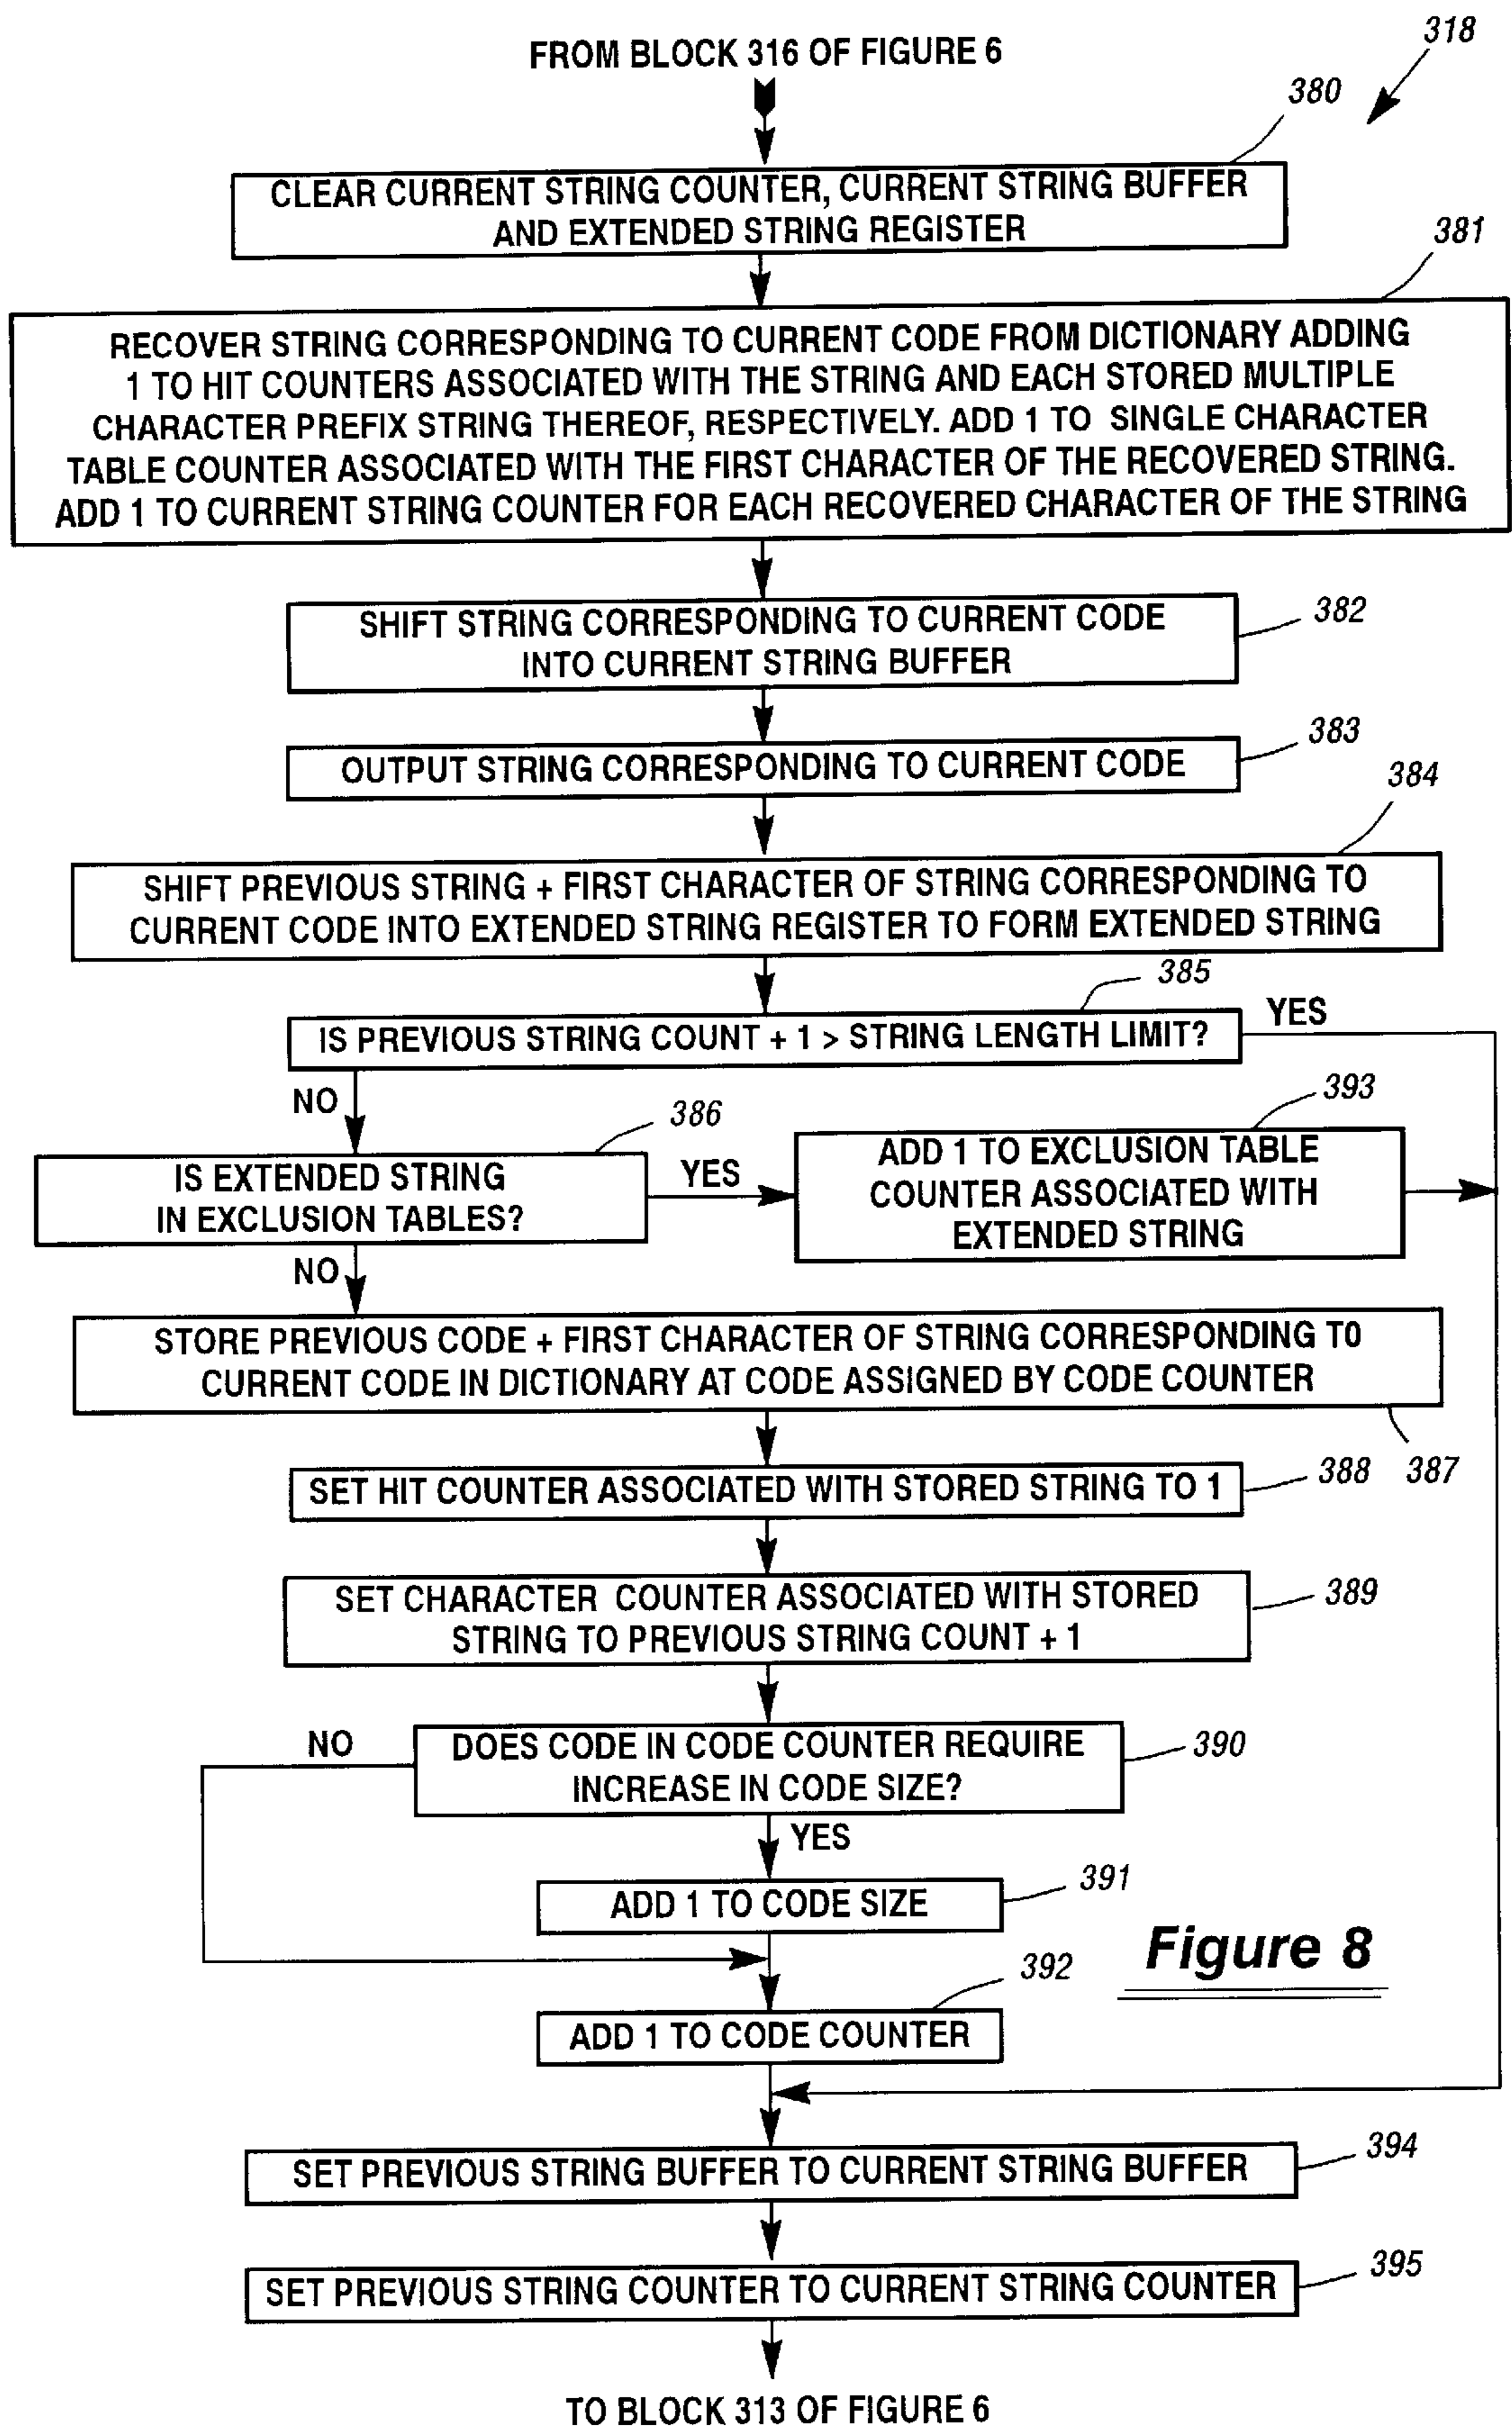 318
FROM BLOCK 316 OF FIGURE 6
380
CLEAR CURRENT STRING COUNTER, CURRENT STRING BUFFER
AND EXTENDED STRING REGISTER
381
RECOVER STRING CORRESPONDING TO CURRENT CODE FROM DICTIONARY ADDING
1 TO HIT COUNTERS ASSOCIATED WITH THE STRING AND EACH STORED MULTIPLE
CHARACTER PREFIX STRING THEREOF, RESPECTIVELY. ADD 1 TO SINGLE CHARACTER
TABLE COUNTER ASSOCIATED WITH THE FIRST CHARACTER OF THE RECOVERED STRING.
ADD 1 TO CURRENT STRING COUNTER FOR EACH RECOVERED CHARACTER OF THE STRING
382
SHIFT STRING CORRESPONDING TO CURRENT CODE
INTO CURRENT STRING BUFFER
383
OUTPUT STRING CORRESPONDING TO CURRENT CODE
384
SHIFT PREVIOUS STRING + FIRST CHARACTER OF STRING CORRESPONDING TO
CURRENT CODE INTO EXTENDED STRING REGISTER TO FORM EXTENDED STRING
385
IS PREVIOUS STRING COUNT + 1 > STRING LENGTH LIMIT?
YES
NO
386
IS EXTENDED STRING
IN EXCLUSION TABLES?
YES
393
ADD 1 TO EXCLUSION TABLE
COUNTER ASSOCIATED WITH
EXTENDED STRING
NO
STORE PREVIOUS CODE + FIRST CHARACTER OF STRING CORRESPONDING TO
CURRENT CODE IN DICTIONARY AT CODE ASSIGNED BY CODE COUNTER
387
SET HIT COUNTER ASSOCIATED WITH STORED STRING TO 1
388
SET CHARACTER COUNTER ASSOCIATED WITH STORED
STRING TO PREVIOUS STRING COUNT + 1
389
DOES CODE IN CODE COUNTER REQUIRE
INCREASE IN CODE SIZE?
390
NO
YES
ADD 1 TO CODE SIZE
391
Figure 8
392
ADD 1 TO CODE COUNTER
SET PREVIOUS STRING BUFFER TO CURRENT STRING BUFFER
394
SET PREVIOUS STRING COUNTER TO CURRENT STRING COUNTER
395
TO BLOCK 313 OF FIGURE 6